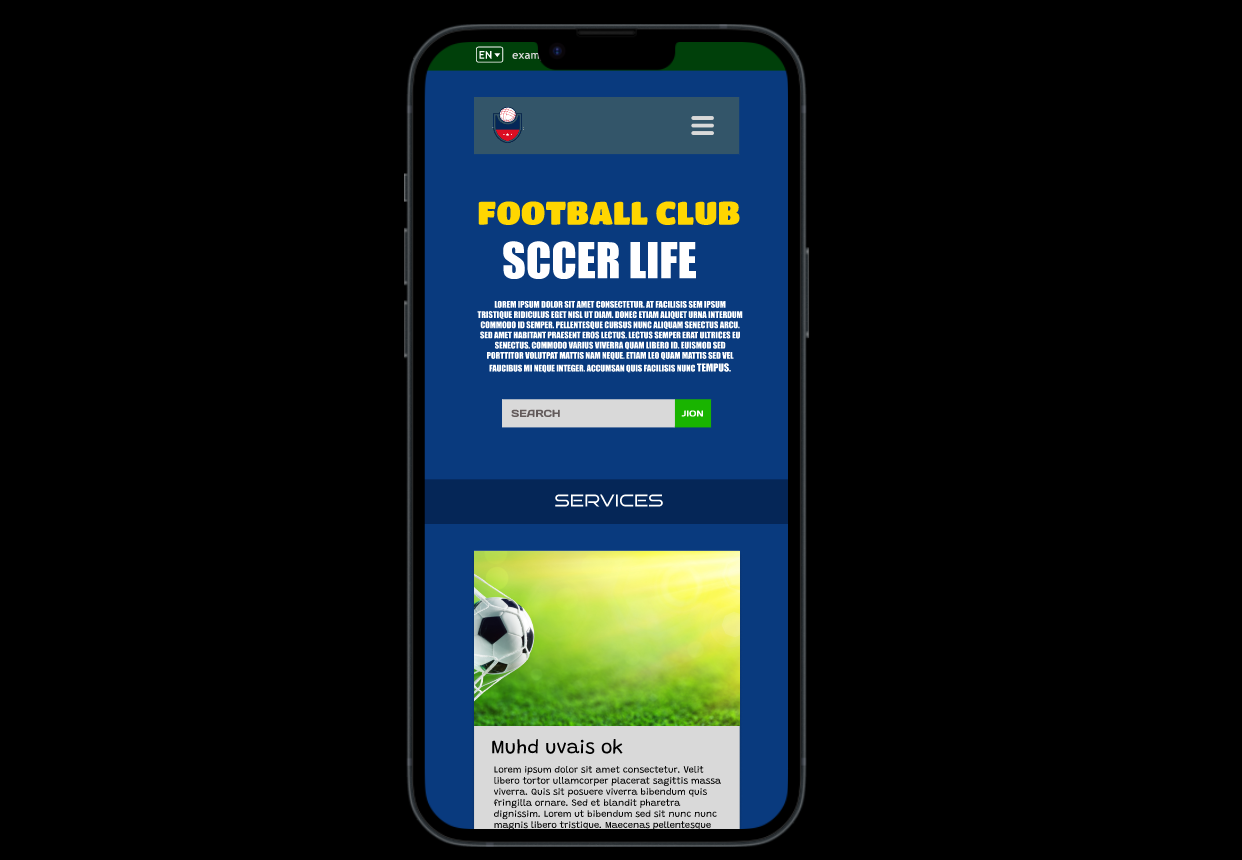 EN exam
FOOTBALL CLUB
SCCER LIFE
LOREM IPSUM DOLOR SIT AMET CONSECTETUR. AT FACILISIS SEM IPSUM
TRISTIQUE RIDICULUS EGET NISL UT DIAM. DONEC ETIAM ALIQUET URNA INTERDUM
COMMODO ID SEMPER. PELLENTESQUE CURSUS NUNC ALIQUAM SENECTUS ARCU.
SED AMET HABITANT PRAESENT EROS LECTUS. LECTUS SEMPER ERAT ULTRICES EU
SENECTUS. COMMODO VARIUS VIVERRA QUAM LIBERO ID. EUISMOD SED
PORTTITOR VOLUTPAT MATTIS NAM NEQUE. ETIAM LEO QUAM MATTIS SED VEL
FAUCIBUS MI NEQUE INTEGER. ACCUMSAN QUIS FACILISIS NUNC TEMPUS.
SEARCH JION
SERVICES
Muhd uvais ok
Lorem ipsum dolor sit amet consectetur. Velit
libero tortor ullamcorper placerat sagittis massa
viverra. Quis sit posuere viverra bibendum quis
fringilla ornare. Sed et blandit pharetra
dignissim. Lorem ut bibendum sed sit nunc nunc
magnis libero tristique. Maecenas pellentesque